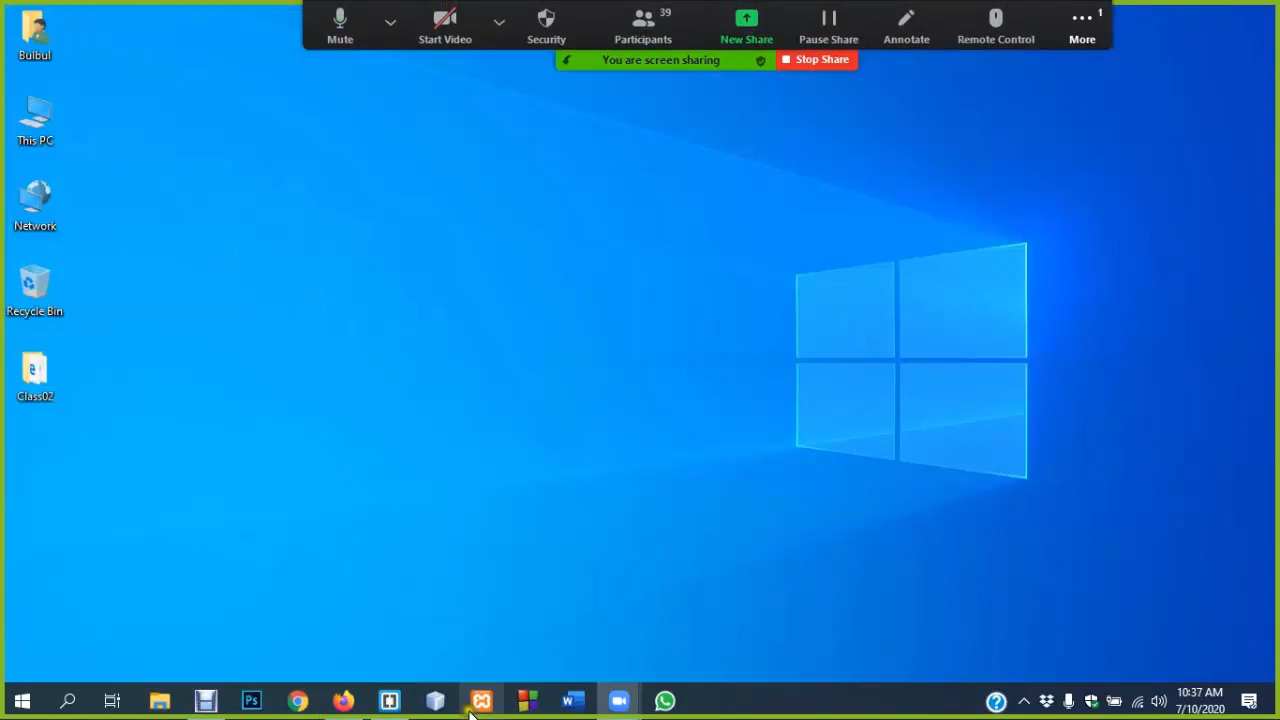 Mute
Start Video
Security
39
Participants
New Share
Pause Share
Annotate
Remote Control
1
More
You are screen sharing
Stop Share
Bulbul
This PC
Network
Recycle Bin
Class02
Ps
10:37 AM
7/10/2020